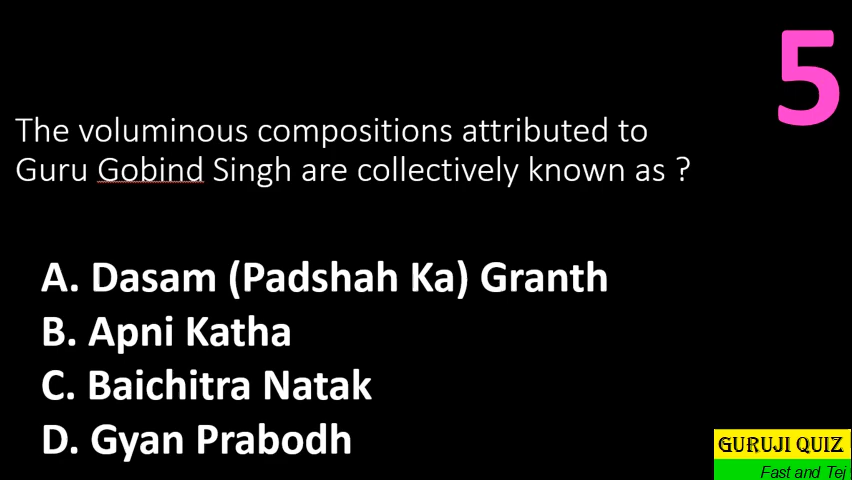 5
The voluminous compositions attributed to
Guru Gobind Singh are collectively known as ?
A. Dasam (Padshah Ka) Granth
B. Apni Katha
C. Baichitra Natak
D. Gyan Prabodh
GURUJI QUIZ
Fast and Tej